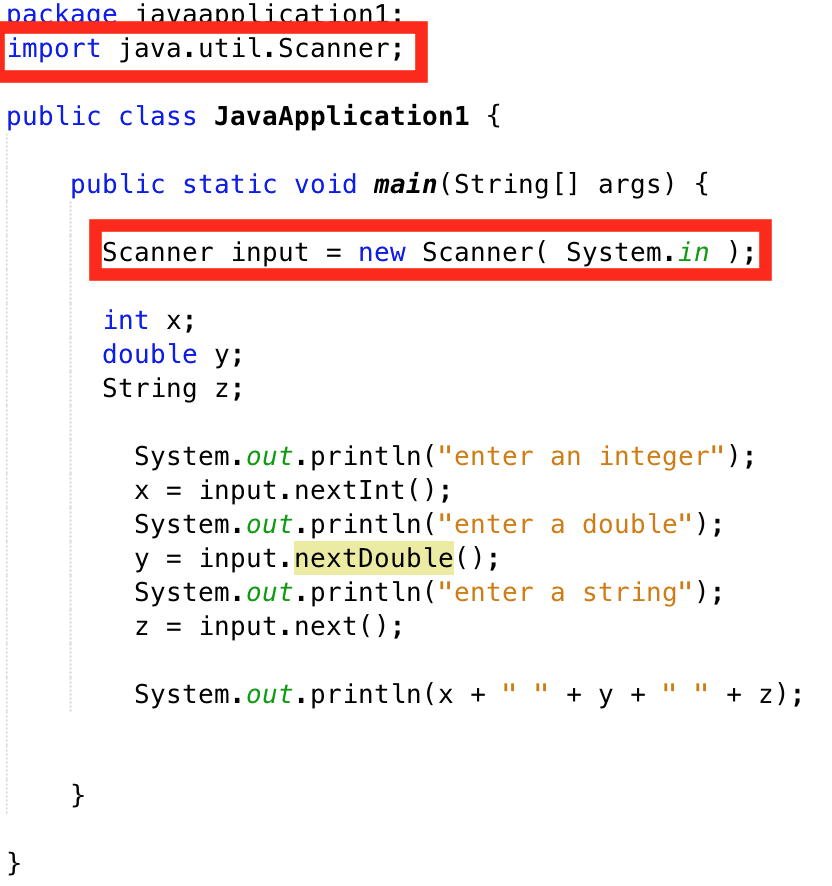 package javaapplication1;
import java.util.Scanner;
public class JavaApplication1 {
public static void main(String[] args) {
Scanner input = new Scanner( System.in );
int x;
double y;
String z;
System.out.println("enter an integer");
x = input.nextInt();
System.out.println("enter a double");
y = input.nextDouble();
System.out.println("enter a string");
z = input.next();
System.out.println(x + " " + y + " " + z);
}
}